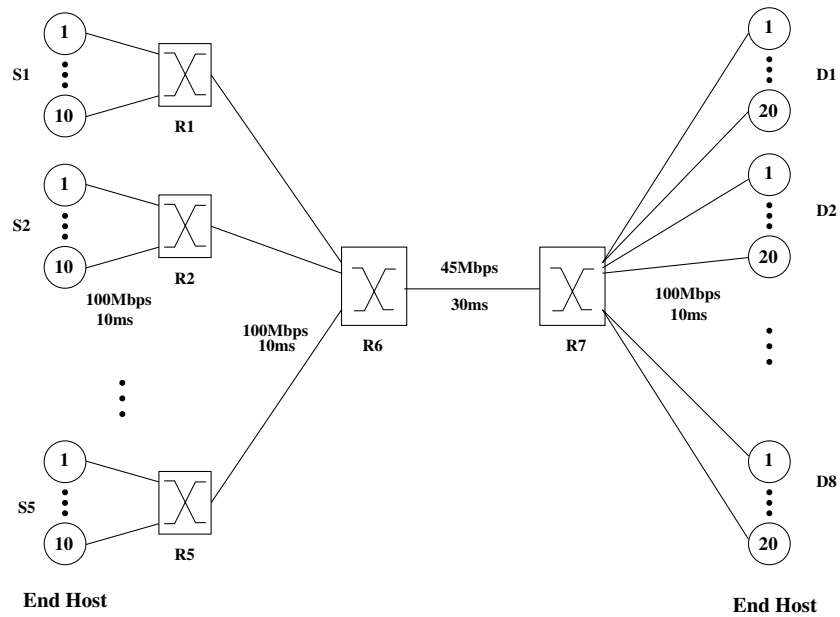 1
S1
10
R1
1
S2
10
R2
100Mbps
10ms
100Mbps
10ms
R6
45Mbps
30ms
R7
1
S5
10
R5
End Host
1
D1
20
1
D2
20
100Mbps
10ms
1
D8
20
End Host